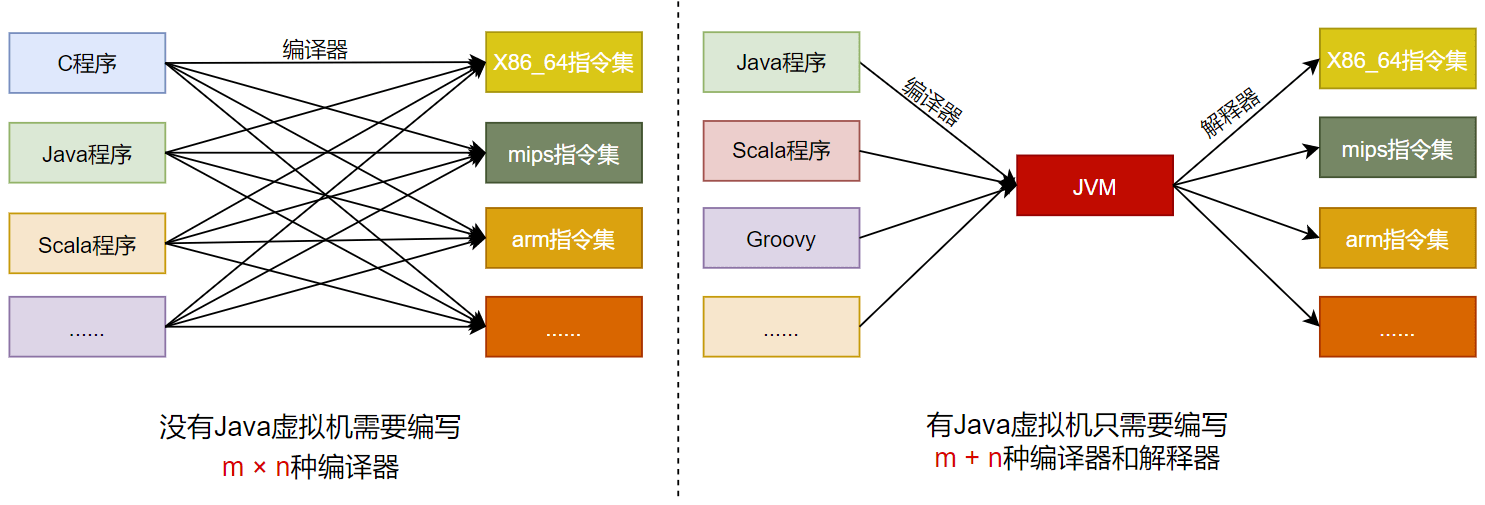 C程序
编译器
X86_64指令集
Java程序
mips指令集
Scala程序
arm指令集
......
......
没有Java虚拟机需要编写
m × n种编译器
Java程序
编译器
Scala程序
Groovy
......
JVM
解释器
X86_64指令集
mips指令集
arm指令集
......
有Java虚拟机只需要编写
m + n种编译器和解释器